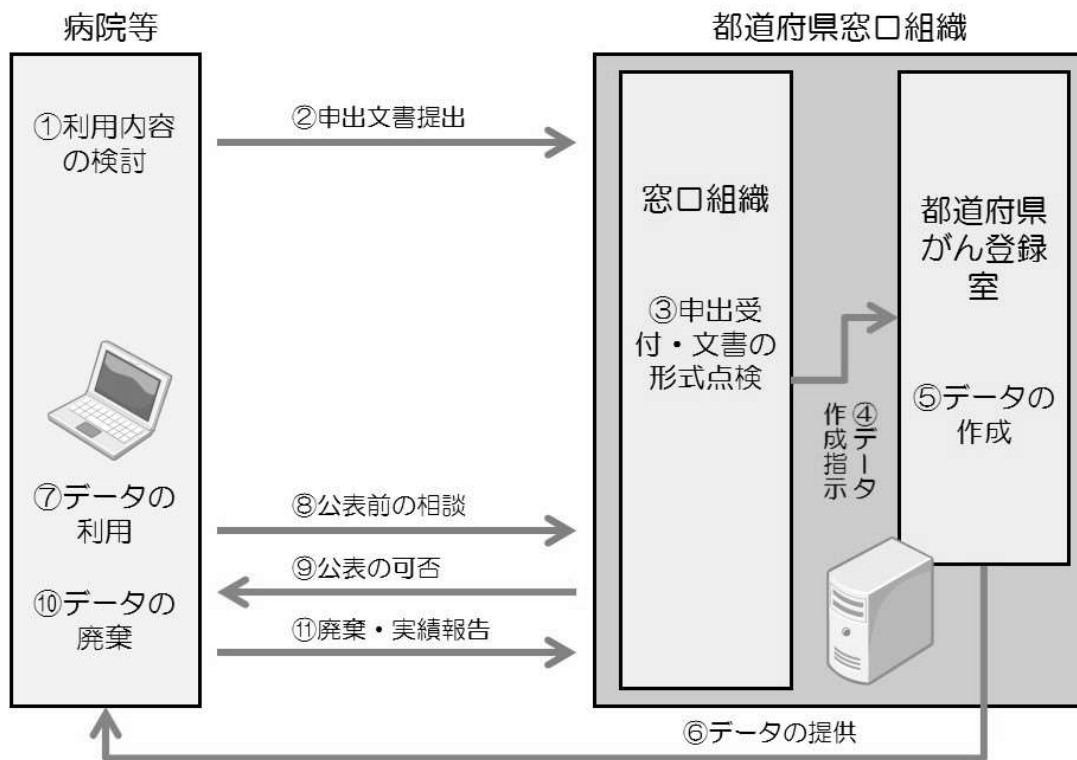 病院等
都道府県窓口組織
①利用内容
の検討
②申出文書提出
窓口組織
③申出受
付・文書の
形式点検
④データ
作成指示
都道府県
がん登録
室
⑤データの
作成
⑥データの提供
⑦データの
利用
⑧公表前の相談
⑨公表の可否
⑩データの
廃棄
⑪廃棄・実績報告